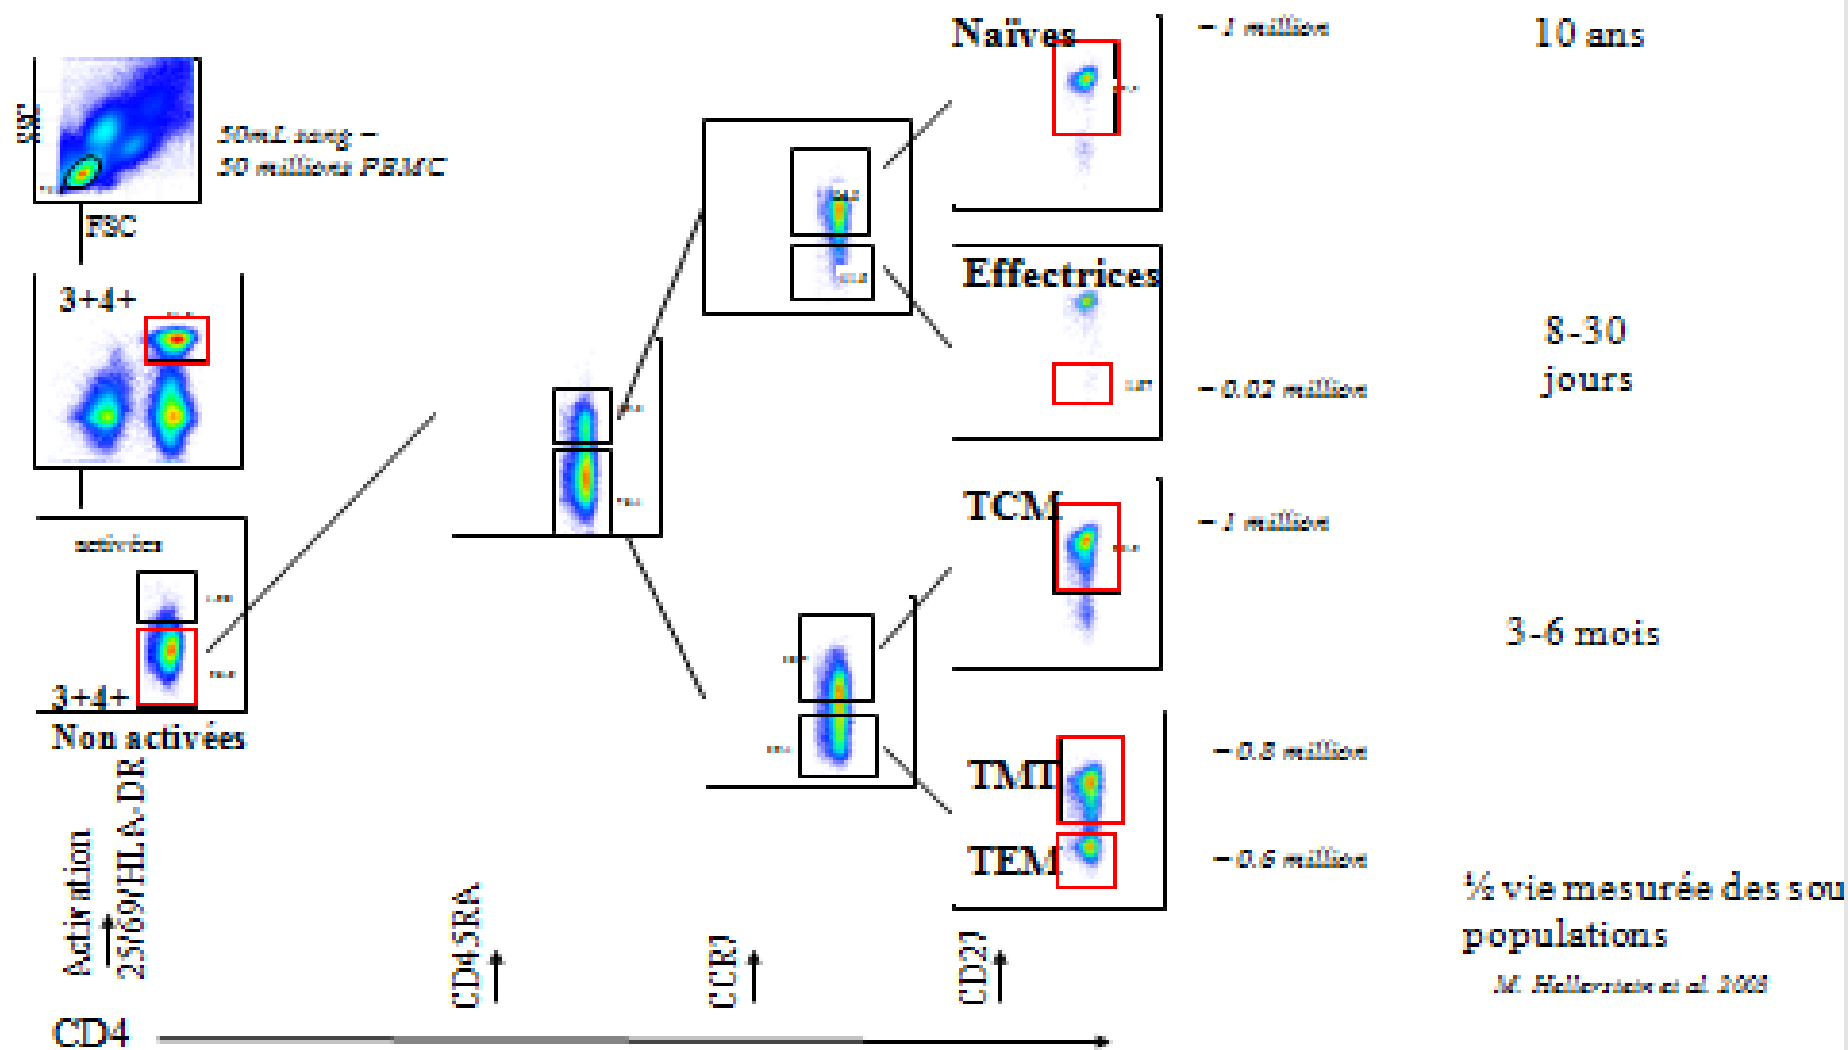 Naïves
~1 million
10 ans
SSC
50mL sang ~
50 millions PBMC
FSC
3+4+
Effectrices
8-30
jours
~0.02 million
TCM
~1 million
activées
3-6 mois
3+4+
Non activées
TMT
~0.8 million
TEM
~0.6 million
½ vie mesurée des sou
populations
M. Hellerstein et al. 2003
Activation
25/69/HLA-DR
CD45RA
CCR7
CD27
CD4